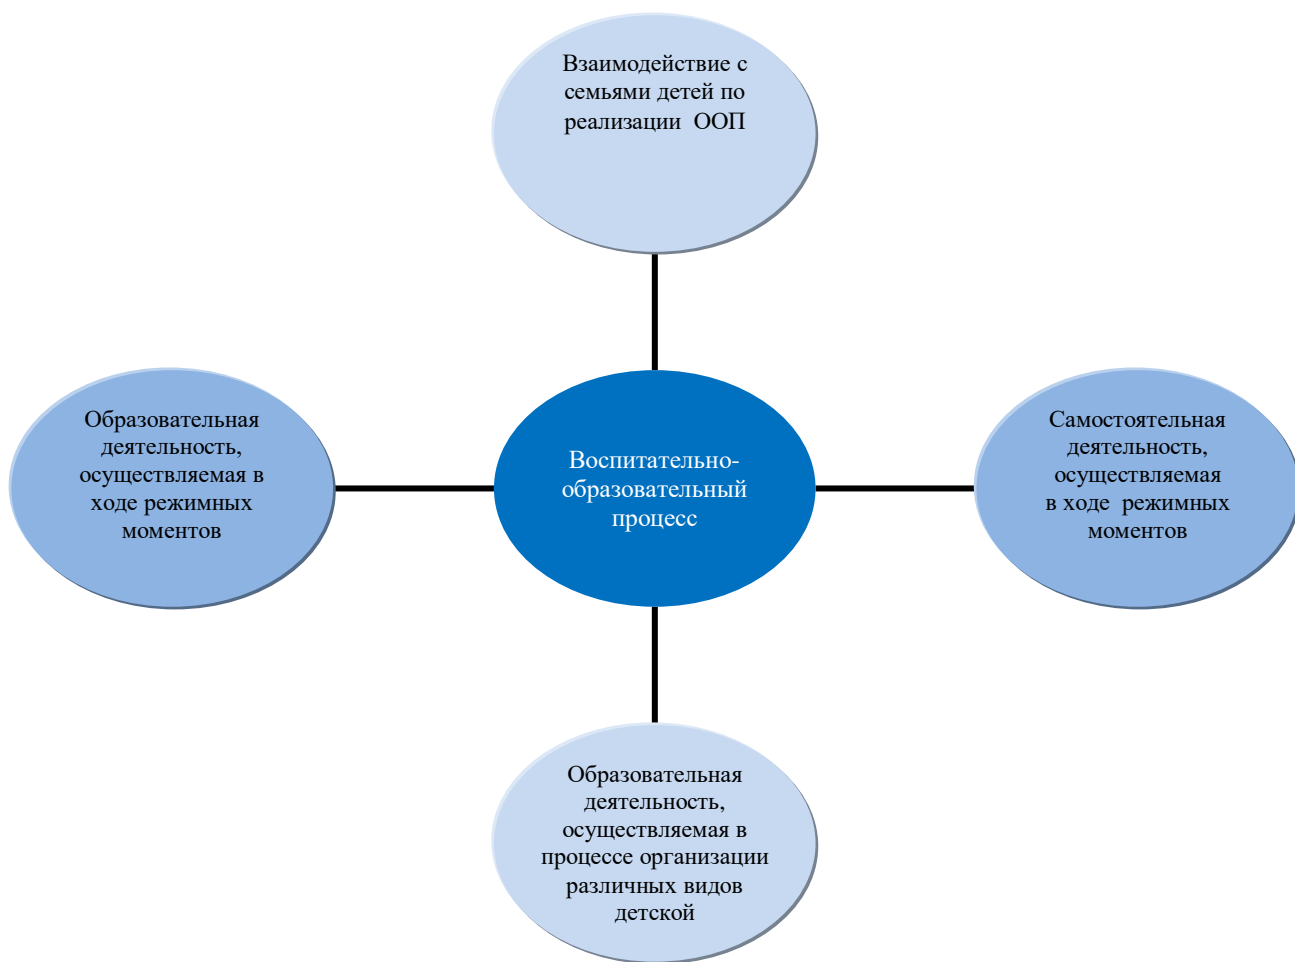 Взаимодействие с
семьями детей по
реализации ООП
Образовательная
деятельность,
осуществляемая в
ходе режимных
моментов
Воспитательно-
образовательный
процесс
Самостоятельная
деятельность,
осуществляемая
в ходе режимных
моментов
Образовательная
деятельность,
осуществляемая в
процессе организации
различных видов
детской